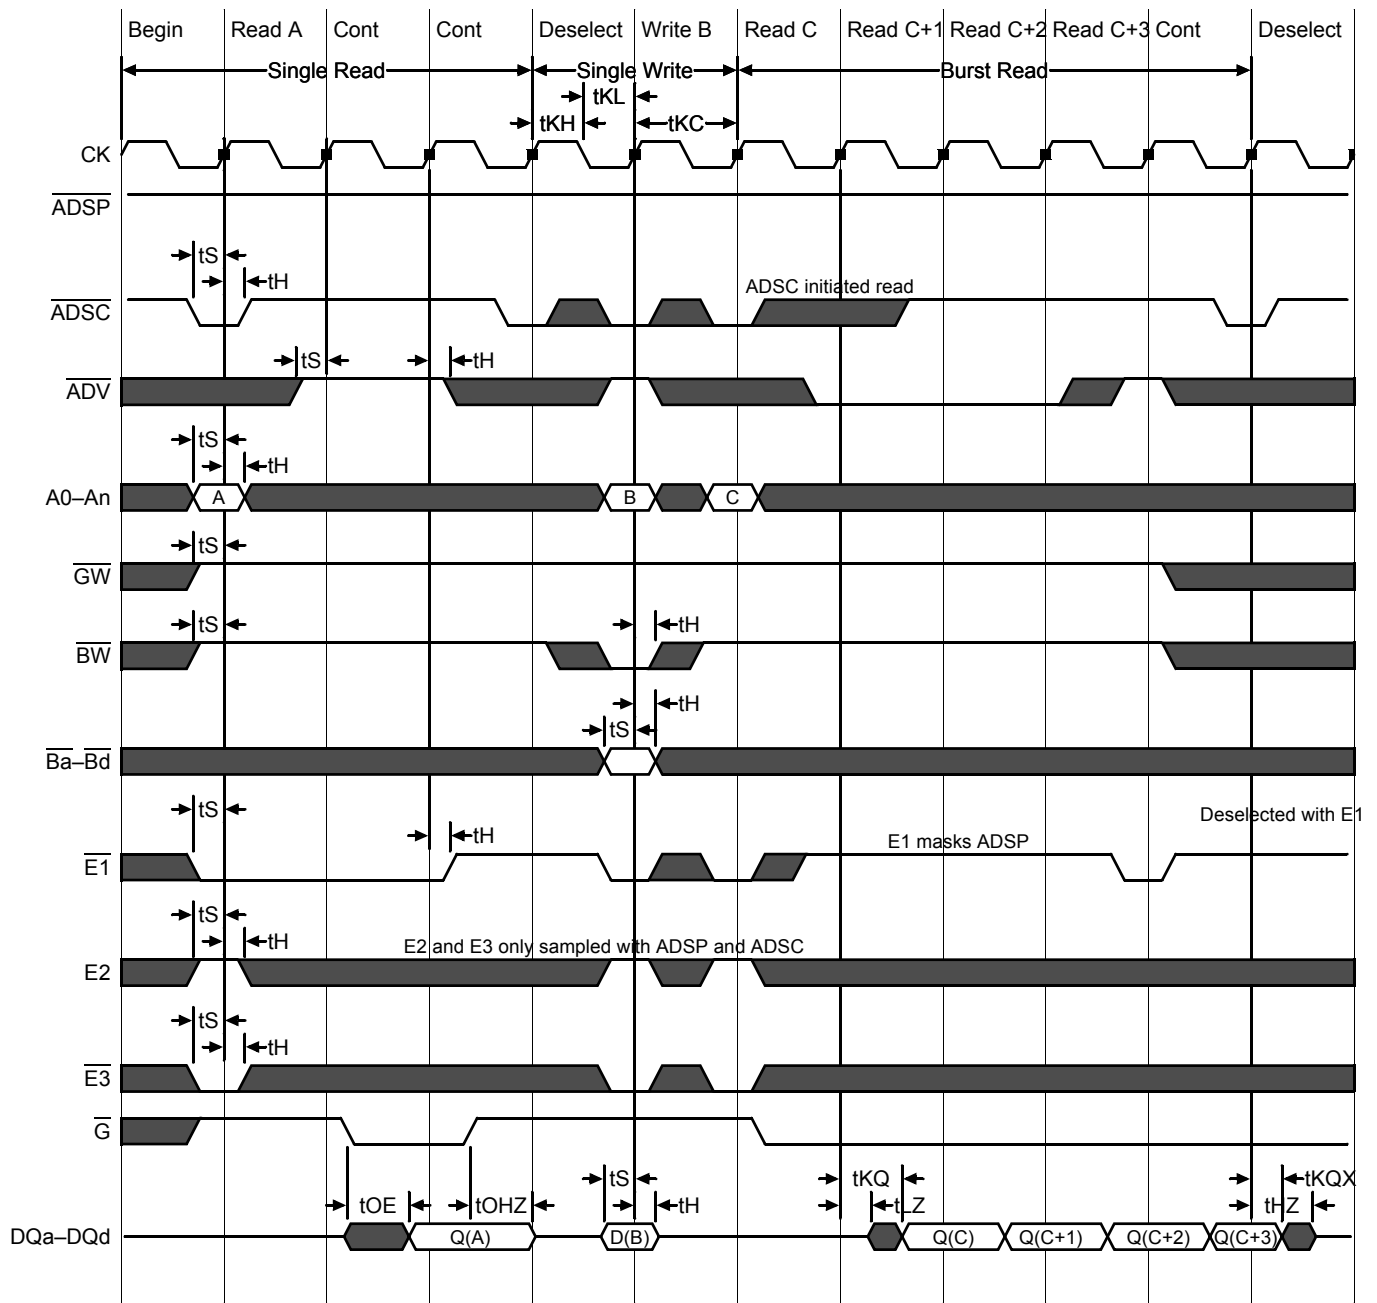 Begin Read A Cont Cont Deselect Write B Read C Read C+1 Read C+2 Read C+3 Cont Deselect
Single Read Single Write Burst Read
tKL
tKH tKC
CK
ADSP
tS
tH
ADSC initiated read
ADSC
tS tH
ADV
tS
tH
A0–An A B C
tS
GW
tS tH
BW
tH
tS
Ba–Bd
tS
Deselected with E1
tH
E1 masks ADSP
E1
tS
tH
E2 and E3 only sampled with ADSP and ADSC
E2
tS
tH
E3
G
tS tKQ tKQX
tOE tOHZ tH tLZ tHZ
DQa–DQd Q(A) D(B) Q(C) Q(C+1) Q(C+2) Q(C+3)